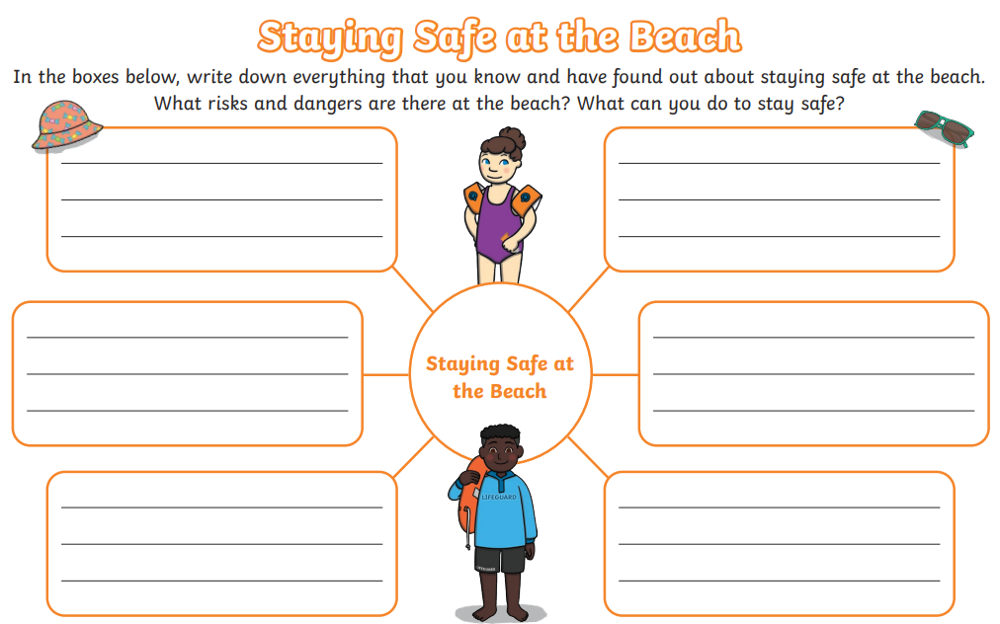 Staying Safe at the Beach
In the boxes below, write down everything that you know and have found out about staying safe at the beach.
What risks and dangers are there at the beach? What can you do to stay safe?
Staying Safe at
the Beach
LIFEGUARD
LIFEGUARD